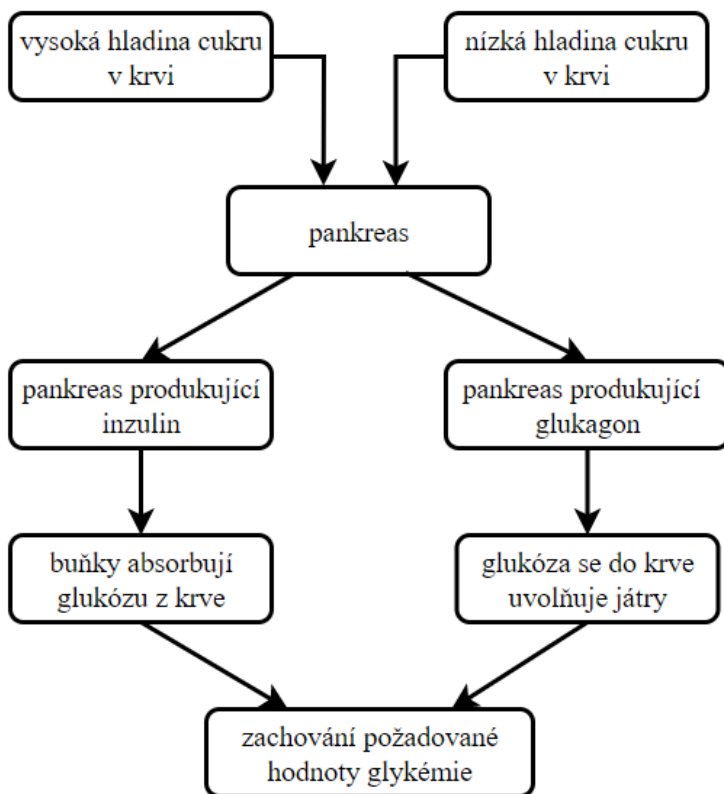 vysoká hladina cukru
v krvi
nízká hladina cukru
v krvi
pankreas
pankreas produkující
inzulin
pankreas produkující
glukagon
buňky absorbují
glukózu z krve
glukóza se do krve
uvolňuje játry
zachování požadované
hodnoty glykémie